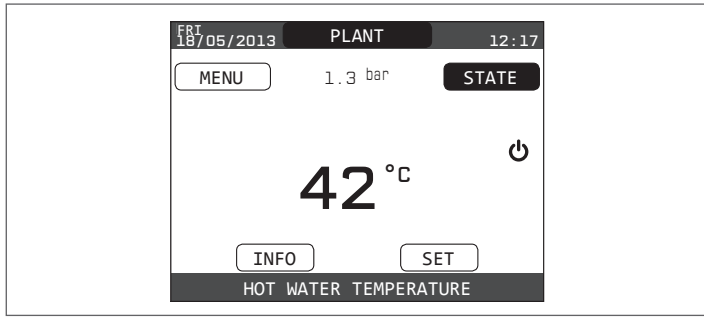 FRI
18/05/2013 PLANT 12:17
MENU 1.3 bar STATE
42 °C
INFO SET
HOT WATER TEMPERATURE